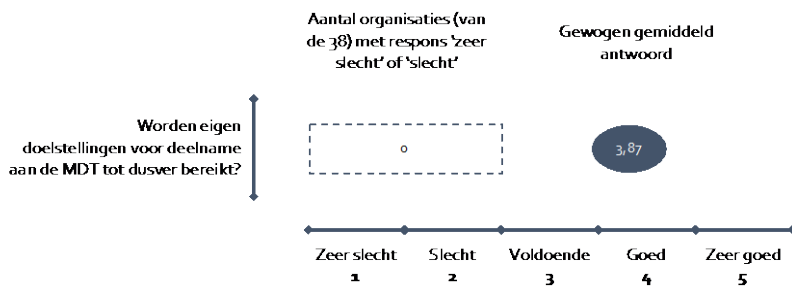 Aantal organisaties (van
de 38) met respons 'zeer
slecht' of 'slecht'
Gewogen gemiddeld
antwoord
Worden eigen
doelstellingen voor deelname
aan de MDT tot dusver bereikt?
0
3,87
Zeer slecht
1
Slecht
2
Voldoende
3
Goed
4
Zeer goed
5